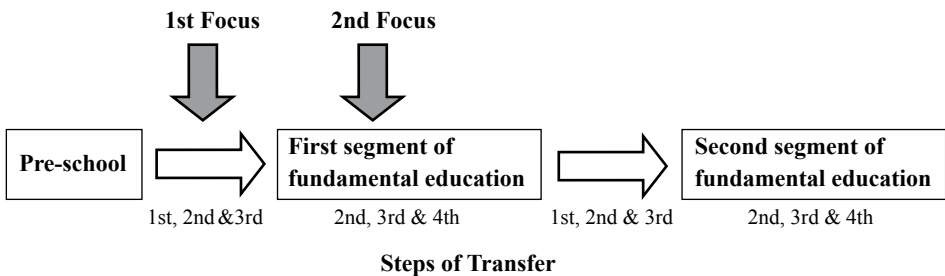 1st Focus
2nd Focus
Pre-school
First segment of
fundamental education
Second segment of
fundamental education
1st, 2nd &3rd
2nd, 3rd & 4th
1st, 2nd & 3rd
2nd, 3rd & 4th
Steps of Transfer